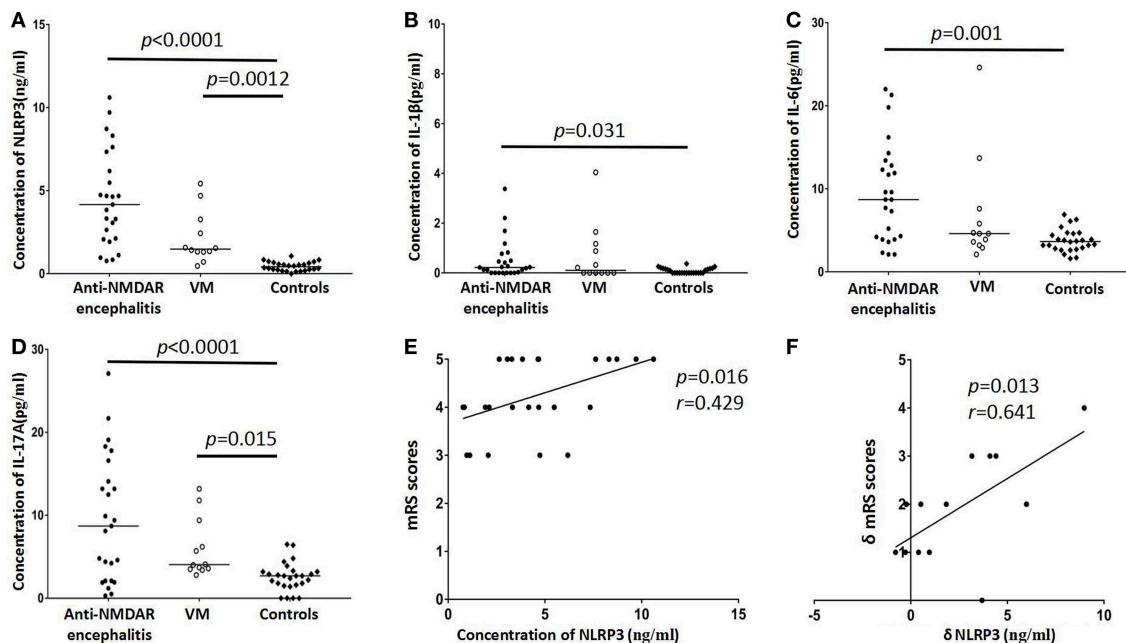 A
Concentration of NLRP3(ng/ml)
15
10
5
0
p<0.0001
p=0.0012
Anti-NMDAR
encephalitis
VM
Controls
B
Concentration of IL-1β(pg/ml)
10
8
6
4
2
0
p=0.031
Anti-NMDAR
encephalitis
VM
Controls
C
Concentration of IL-6(pg/ml)
30
20
10
0
p=0.001
Anti-NMDAR
encephalitis
VM
Controls
D
Concentration of IL-17A(pg/ml)
30
20
10
0
p<0.0001
p=0.015
Anti-NMDAR
encephalitis
VM
Controls
E
mRS scores
5
4
3
2
1
0
p=0.016
r=0.429
0
5
10
15
Concentration of NLRP3 (ng/ml)
F
δ mRS scores
5
4
3
2
1
p=0.013
r=0.641
-5
0
5
10
δ NLRP3 (ng/ml)